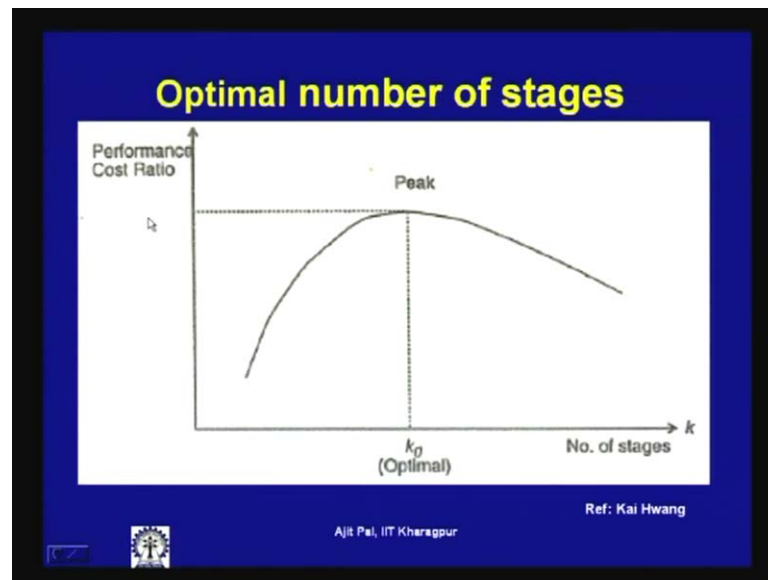 Optimal number of stages
Performance
Cost Ratio
Peak
k
k0
(Optimal)
No. of stages
Ref: Kai Hwang
Ajit Pal, IIT Kharagpur